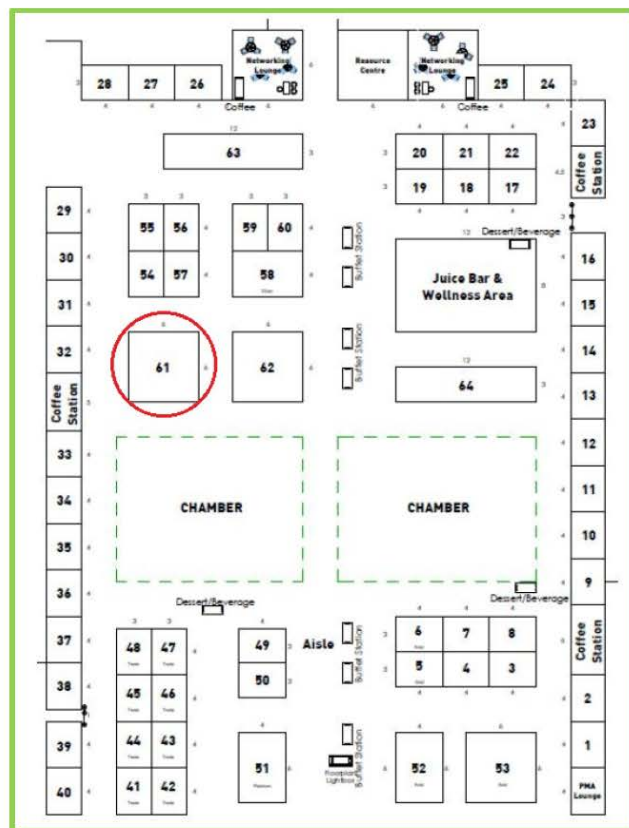 Networking
Lounge
Resource
Centre
Networking
Lounge
28 27 26
25 24
Coffee
Coffee
23
63
20 21 22
19 18 17
Coffee
Station
29
30
31
32
Coffee
Station
33
34
35
36
37
38
39
40
55 56
54 57
59 60
58
Buffet Station
Dessert/Beverage
Juice Bar &
Wellness Area
16
15
14
13
12
11
10
9
61
62
Buffet Station
64
CHAMBER
CHAMBER
Dessert/Beverage
Dessert/Beverage
48 47
45 46
44 43
41 42
49
50
Aisle
Buffet Station
6 7 8
5 4 3
Coffee
Station
2
1
PMA
Lounge
51
Buffet Station
Floorplan
Lightbox
52
53